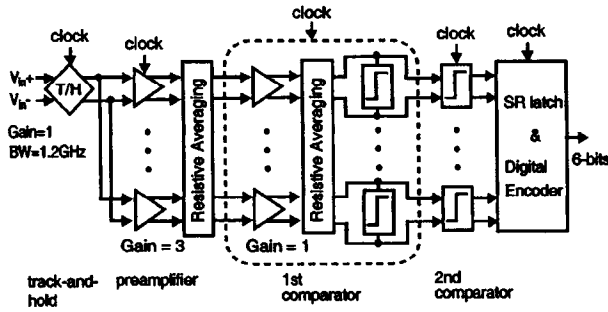 clock
clock
clock
clock
clock
Vin+
Vin-
T/H
Gain=1
BW=1.2GHz
Resistive Averaging
Resistive Averaging
SR latch
&
Digital
Encoder
6-bits
Gain = 3
Gain = 1
track-and-
hold
preamplifier
1st
comparator
2nd
comparator